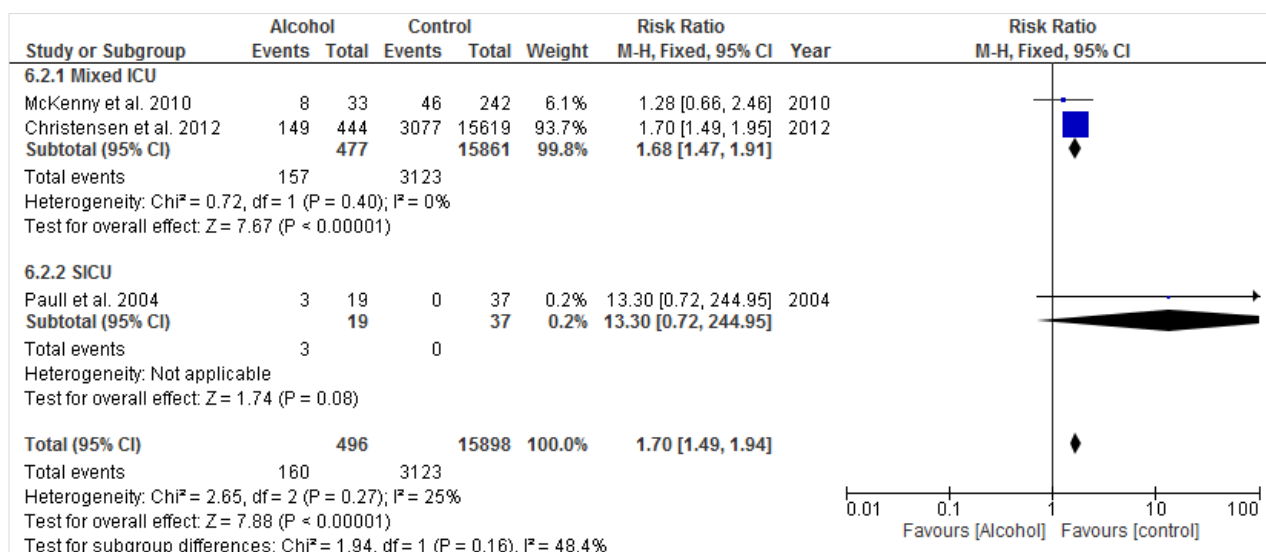 Alcohol Control Risk Ratio Risk Ratio
Study or Subgroup Events Total Events Total Weight M-H, Fixed, 95% CI Year M-H, Fixed, 95% CI
6.2.1 Mixed ICU
McKenny et al. 2010 8 33 46 242 6.1% 1.28 [0.66, 2.46] 2010
Christensen et al. 2012 149 444 3077 15619 93.7% 1.70 [1.49, 1.95] 2012
Subtotal (95% CI) 477 15861 99.8% 1.68 [1.47, 1.91]
Total events 157 3123
Heterogeneity: Chi² = 0.72, df = 1 (P = 0.40); I² = 0%
Test for overall effect: Z = 7.67 (P < 0.00001)
6.2.2 SICU
Paull et al. 2004 3 19 0 37 0.2% 13.30 [0.72, 244.95] 2004
Subtotal (95% CI) 19 37 0.2% 13.30 [0.72, 244.95]
Total events 3 0
Heterogeneity: Not applicable
Test for overall effect: Z = 1.74 (P = 0.08)
Total (95% CI) 496 15898 100.0% 1.70 [1.49, 1.94]
Total events 160 3123
Heterogeneity: Chi² = 2.65, df = 2 (P = 0.27); I² = 25%
Test for overall effect: Z = 7.88 (P < 0.00001)
Test for subgroup differences: Chi² = 1.94, df = 1 (P = 0.16), I² = 48.4%
0.01 0.1 1 10 100
Favours [Alcohol] Favours [control]